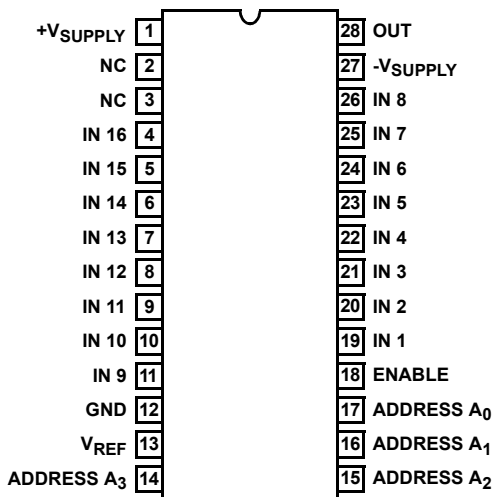 +VSUPPLY 1 28 OUT
NC 2 27 -VSUPPLY
NC 3 26 IN 8
IN 16 4 25 IN 7
IN 15 5 24 IN 6
IN 14 6 23 IN 5
IN 13 7 22 IN 4
IN 12 8 21 IN 3
IN 11 9 20 IN 2
IN 10 10 19 IN 1
IN 9 11 18 ENABLE
GND 12 17 ADDRESS A0
VREF 13 16 ADDRESS A1
ADDRESS A3 14 15 ADDRESS A2